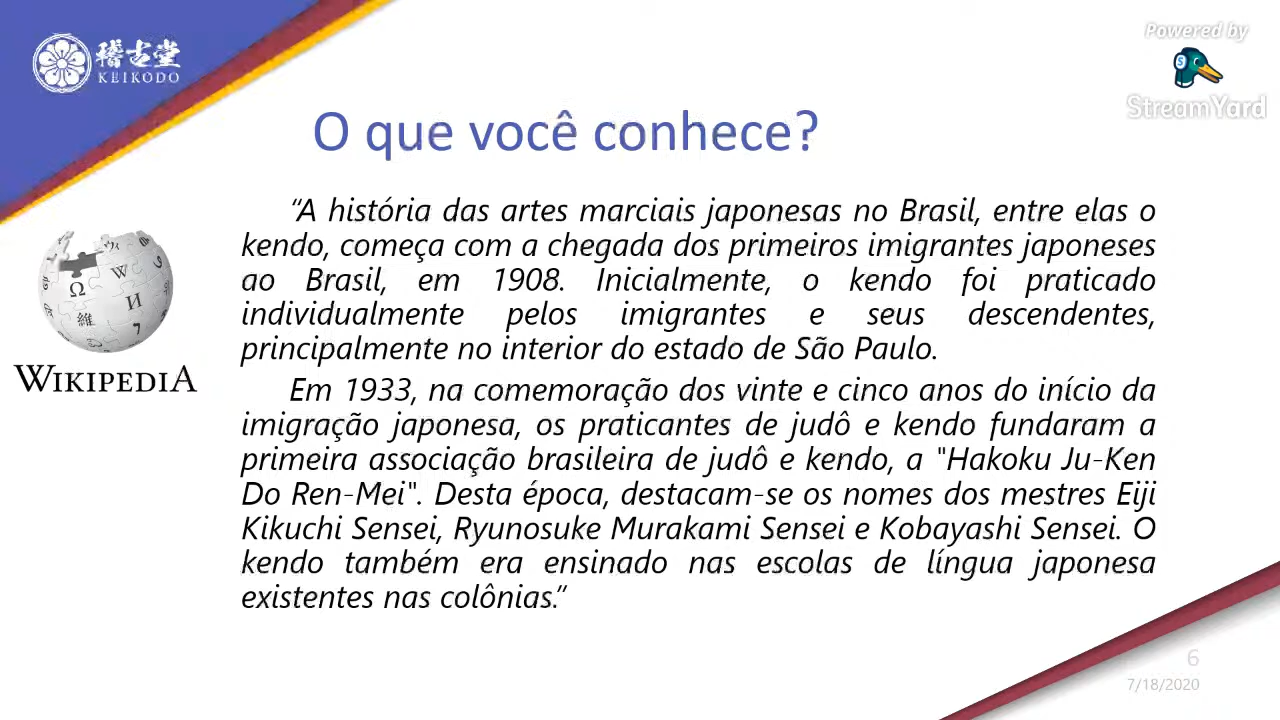 稽古堂
KEIKODO
Powered by
StreamYard
O que você conhece?
“A história das artes marciais japonesas no Brasil, entre elas o
kendo, começa com a chegada dos primeiros imigrantes japoneses
ao Brasil, em 1908. Inicialmente, o kendo foi praticado
individualmente pelos imigrantes e seus descendentes,
principalmente no interior do estado de São Paulo.
Em 1933, na comemoração dos vinte e cinco anos do início da
imigração japonesa, os praticantes de judô e kendo fundaram a
primeira associação brasileira de judô e kendo, a "Hakoku Ju-Ken
Do Ren-Mei". Desta época, destacam-se os nomes dos mestres Eiji
Kikuchi Sensei, Ryunosuke Murakami Sensei e Kobayashi Sensei. O
kendo também era ensinado nas escolas de língua japonesa
existentes nas colônias.”
Ω
W
И
維
7
WIKIPEDIA
6
7/18/2020